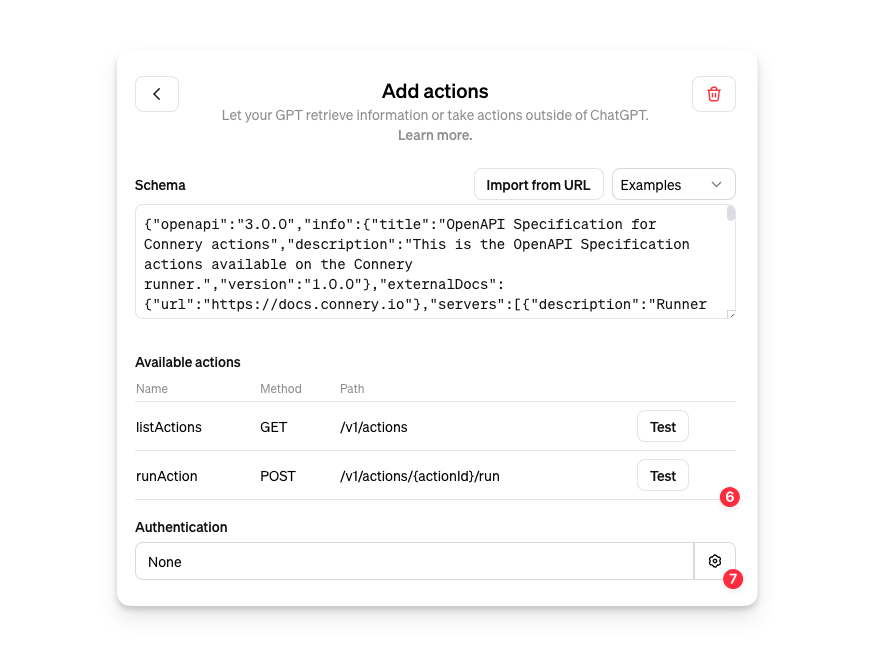 Add actions
Let your GPT retrieve information or take actions outside of ChatGPT.
Learn more.
Schema
Import from URL
Examples
{"openapi":"3.0.0","info":{"title":"OpenAPI Specification for
Connery actions","description":"This is the OpenAPI Specification
actions available on the Connery
runner.","version":"1.0.0"},"externalDocs":
{"url":"https://docs.connery.io"},"servers":[{"description":"Runner
Available actions
Name Method Path
listActions GET /v1/actions Test
runAction POST /v1/actions/{actionId}/run Test
6
Authentication
None
7